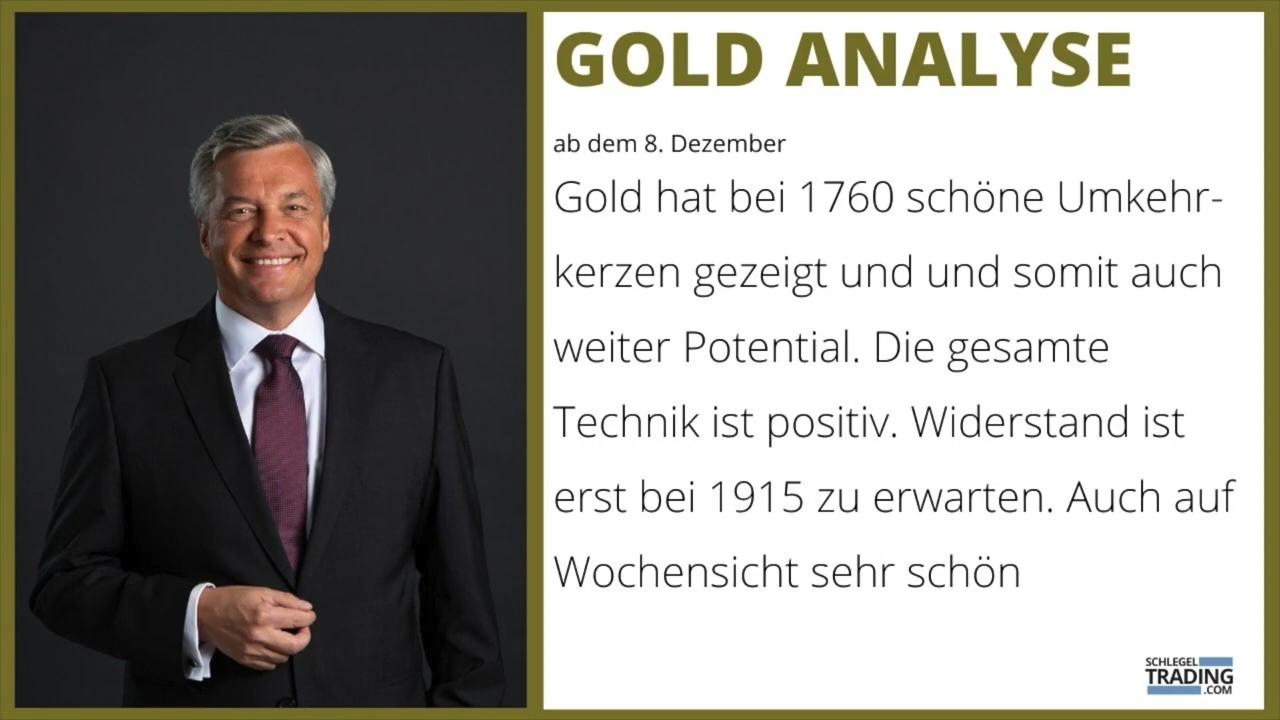 GOLD ANALYSE
ab dem 8. Dezember
Gold hat bei 1760 schöne Umkehr-
kerzen gezeigt und und somit auch
weiter Potential. Die gesamte
Technik ist positiv. Widerstand ist
erst bei 1915 zu erwarten. Auch auf
Wochensicht sehr schön
SCHLEGEL
TRADING
.COM